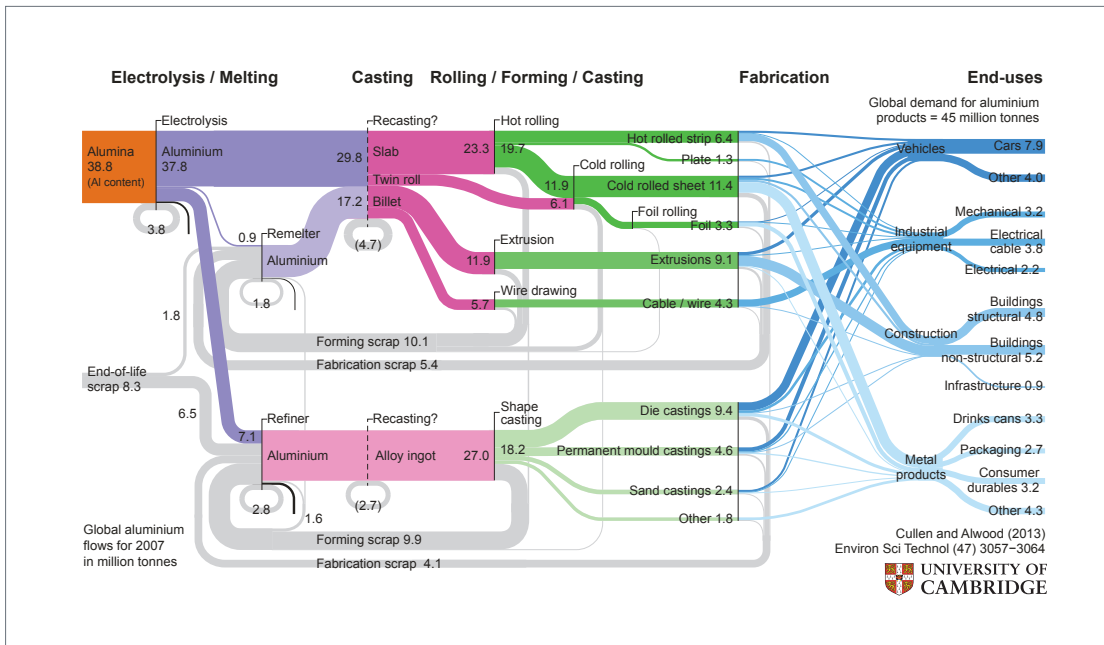 Electrolysis / Melting
Casting
Rolling / Forming / Casting
Fabrication
End-uses
Global demand for aluminium
products = 45 million tonnes
Electrolysis
Recasting?
Hot rolling
Alumina
38.8
(Al content)
Aluminium
37.8
29.8
Slab
23.3
19.7
Hot rolled strip 6.4
Plate 1.3
Vehicles
Cars 7.9
Other 4.0
Cold rolling
Twin roll
11.9
Cold rolled sheet 11.4
17.2
Billet
6.1
Foil rolling
Foil 3.3
3.8
Mechanical 3.2
Industrial
equipment
Electrical
cable 3.8
Electrical 2.2
0.9
Remelter
Aluminium
(4.7)
Extrusion
11.9
Extrusions 9.1
1.8
Wire drawing
5.7
Cable / wire 4.3
1.8
Buildings
structural 4.8
Construction
Buildings
non-structural 5.2
Infrastructure 0.9
Forming scrap 10.1
Fabrication scrap 5.4
End-of-life
scrap 8.3
6.5
Refiner
Recasting?
Shape
casting
7.1
Aluminium
Alloy ingot
27.0
18.2
Die castings 9.4
Permanent mould castings 4.6
Sand castings 2.4
Other 1.8
Drinks cans 3.3
Metal
products
Packaging 2.7
Consumer
durables 3.2
Other 4.3
2.8
(2.7)
1.6
Forming scrap 9.9
Fabrication scrap 4.1
Global aluminium
flows for 2007
in million tonnes
Cullen and Alwood (2013)
Environ Sci Technol (47) 3057−3064
UNIVERSITY OF
CAMBRIDGE